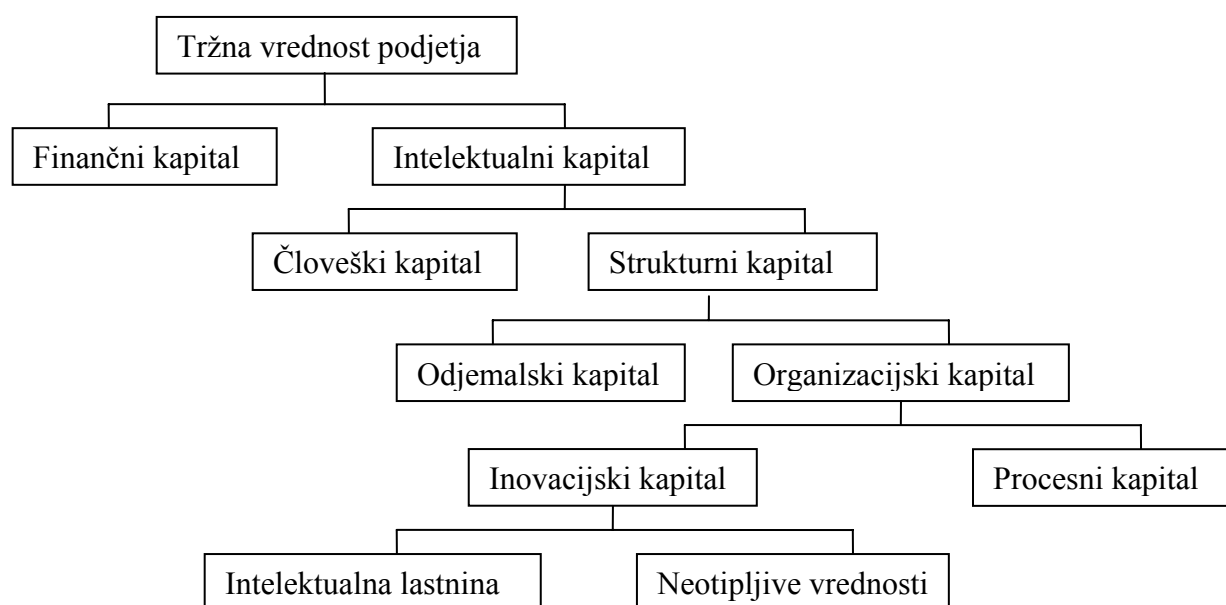 Tržna vrednost podjetja
Finančni kapital
Intelektualni kapital
Človeški kapital
Strukturni kapital
Odjemalski kapital
Organizacijski kapital
Inovacijski kapital
Procesni kapital
Intelektualna lastnina
Neotipljive vrednosti